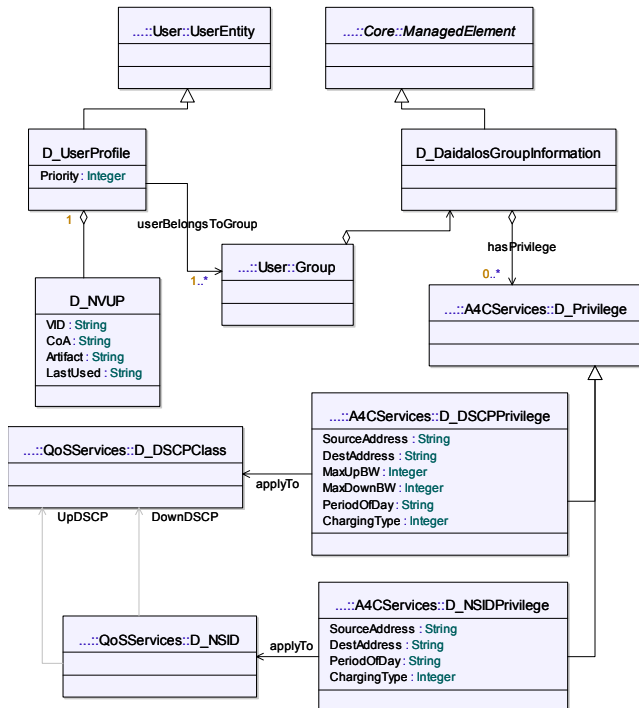 ...::User::UserEntity
...::Core::ManagedElement
D_UserProfile
Priority : Integer
D_DaidalosGroupInformation
1
userBelongsToGroup
1..*
...::User::Group
hasPrivilege
0..*
D_NVUP
VID : String
CoA : String
Artifact : String
LastUsed : String
...::A4CServices::D_Privilege
...::A4CServices::D_DSCPPrivilege
SourceAddress : String
DestAddress : String
MaxUpBW : Integer
MaxDownBW : Integer
PeriodOfDay : String
ChargingType : Integer
...::QoSServices::D_DSCPClass
applyTo
UpDSCP
DownDSCP
...::A4CServices::D_NSIDPrivilege
SourceAddress : String
DestAddress : String
PeriodOfDay : String
ChargingType : Integer
...::QoSServices::D_NSID
applyTo